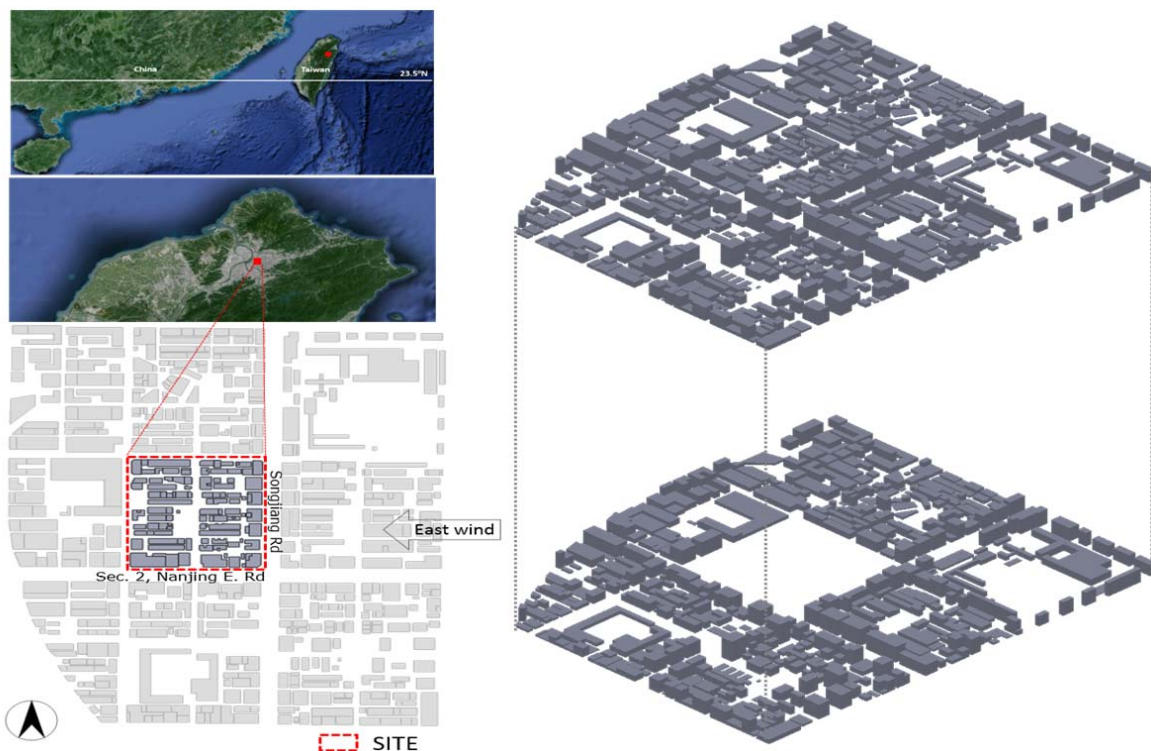 China
Taiwan
23.5°N
Songjiang Rd
East wind
Sec. 2, Nanjing E. Rd
SITE